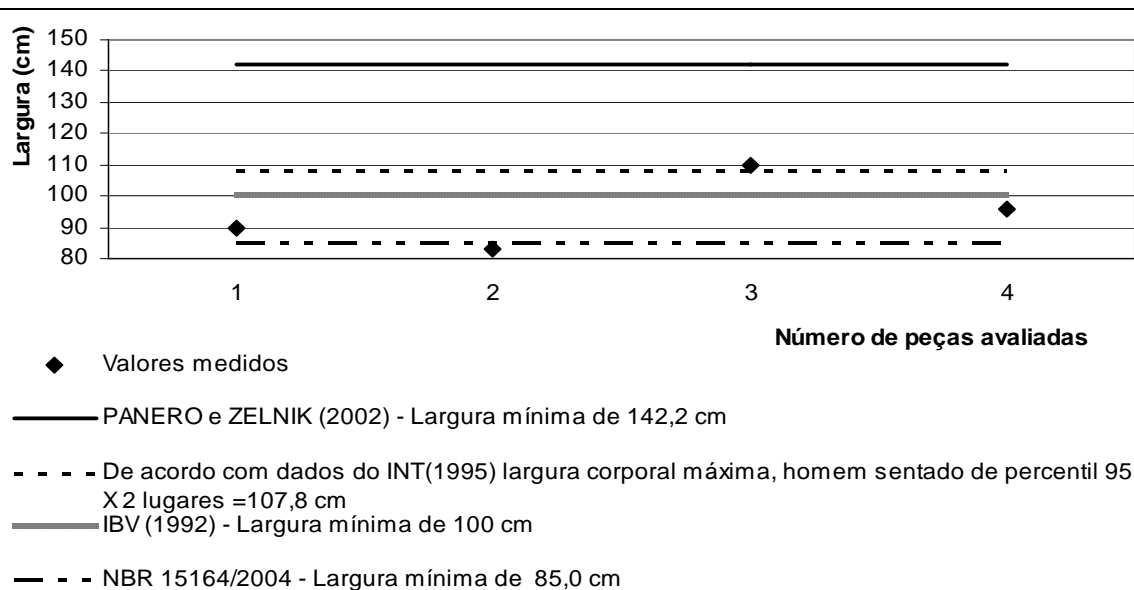 Largura (cm)
150
140
130
120
110
100
90
80
1 2 3 4
Número de peças avaliadas
Valores medidos
PANERO e ZELNIK (2002) - Largura mínima de 142,2 cm
De acordo com dados do INT(1995) largura corporal máxima, homem sentado de percentil 95
X 2 lugares =107,8 cm
IBV (1992) - Largura mínima de 100 cm
NBR 15164/2004 - Largura mínima de 85,0 cm